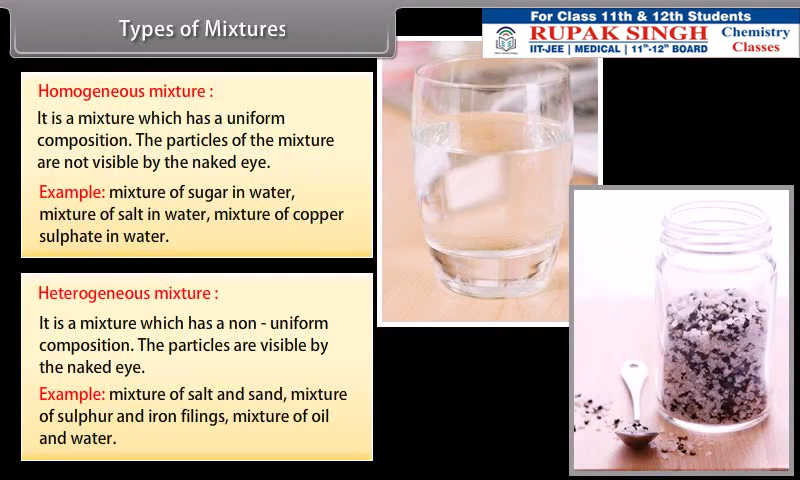 Types of Mixtures
For Class 11th & 12th Students
RUPAK SINGH
IIT-JEE | MEDICAL | 11th-12th BOARD
Chemistry
Classes
Homogeneous mixture :
It is a mixture which has a uniform
composition. The particles of the mixture
are not visible by the naked eye.
Example: mixture of sugar in water,
mixture of salt in water, mixture of copper
sulphate in water.
Heterogeneous mixture :
It is a mixture which has a non - uniform
composition. The particles are visible by
the naked eye.
Example: mixture of salt and sand, mixture
of sulphur and iron filings, mixture of oil
and water.